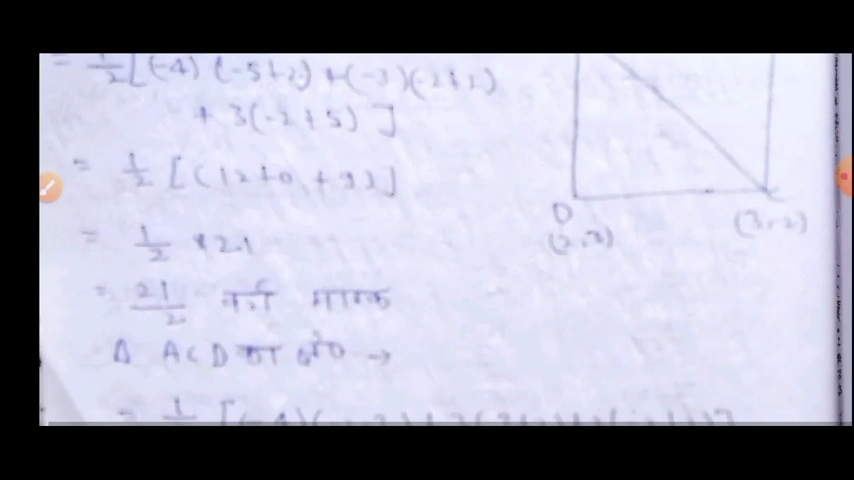 = 1/2 [(-4) (-5+2) + (-3)(-2+2)
+ 3(-2+5)]
= 1/2 [(12+0+9)]
= 1/2 × 21
= 21/2 वर्ग मात्रक
Δ ACD का क्षे० →
D
(2,3)
C
(3,-2)